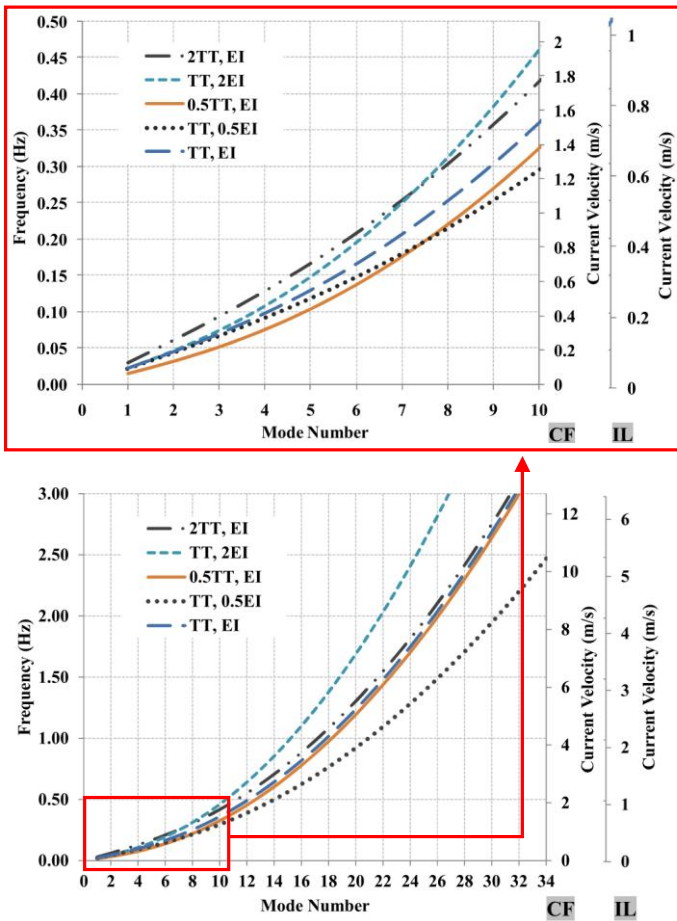 0.50
0.45
0.40
0.35
0.30
0.25
0.20
0.15
0.10
0.05
0.00
Frequency (Hz)
2TT, EI
TT, 2EI
0.5TT, EI
TT, 0.5EI
TT, EI
0 1 2 3 4 5 6 7 8 9 10
Mode Number
2
1.8
1.6
1.4
1.2
1
0.8
0.6
0.4
0.2
0
Current Velocity (m/s)
CF
1
0.8
0.6
0.4
0.2
0
Current Velocity (m/s)
IL
3.00
2.50
2.00
1.50
1.00
0.50
0.00
Frequency (Hz)
2TT, EI
TT, 2EI
0.5TT, EI
TT, 0.5EI
TT, EI
0 2 4 6 8 10 12 14 16 18 20 22 24 26 28 30 32 34
Mode Number
12
10
8
6
4
2
0
Current Velocity (m/s)
CF
6
5
4
3
2
1
0
Current Velocity (m/s)
IL